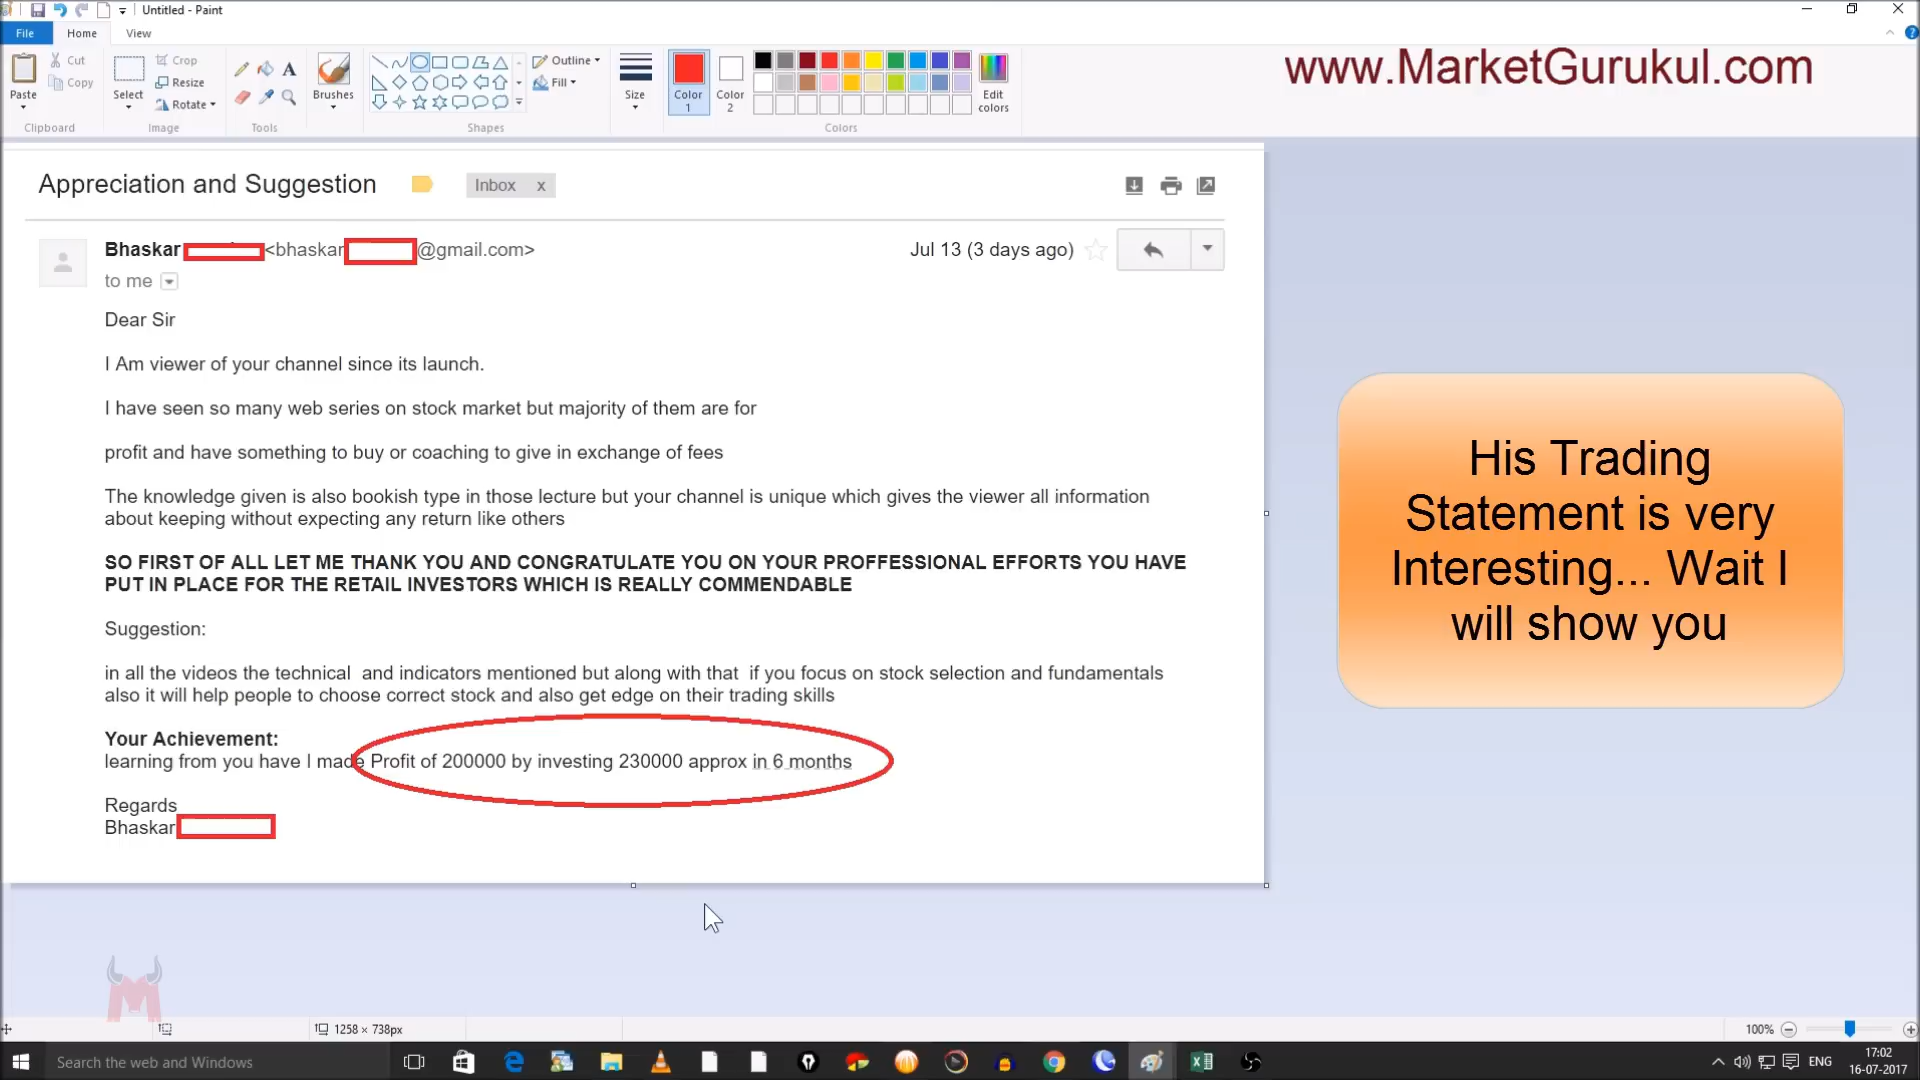 Untitled - Paint
File
Home
View
Paste
Cut
Copy
Clipboard
Select
Crop
Resize
Rotate
Image
Tools
Brushes
Shapes
Outline
Fill
Size
Color 1
Color 2
Edit colors
Colors
www.MarketGurukul.com
Appreciation and Suggestion
Inbox x
Bhaskar <bhaskar @gmail.com>
Jul 13 (3 days ago)
to me
Dear Sir
I Am viewer of your channel since its launch.
I have seen so many web series on stock market but majority of them are for
profit and have something to buy or coaching to give in exchange of fees
The knowledge given is also bookish type in those lecture but your channel is unique which gives the viewer all information
about keeping without expecting any return like others
SO FIRST OF ALL LET ME THANK YOU AND CONGRATULATE YOU ON YOUR PROFFESSIONAL EFFORTS YOU HAVE
PUT IN PLACE FOR THE RETAIL INVESTORS WHICH IS REALLY COMMENDABLE
Suggestion:
in all the videos the technical  and indicators mentioned but along with that  if you focus on stock selection and fundamentals
also it will help people to choose correct stock and also get edge on their trading skills
Your Achievement:
learning from you have I made Profit of 200000 by investing 230000 approx in 6 months
Regards
Bhaskar
His Trading
Statement is very
Interesting... Wait I
will show you
1258 × 738px
100%
Search the web and Windows
ENG
17:02
16-07-2017